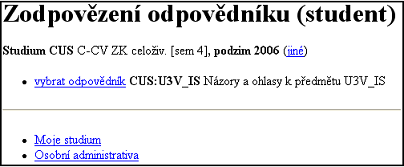 Zodpovězení odpovědníku (student)
Studium CUS C-CV ZK celoživ. [sem 4], podzim 2006 (jiné)
vybrat odpovědník CUS:U3V_IS Názory a ohlasy k předmětu U3V_IS
Moje studium
Osobní administrativa